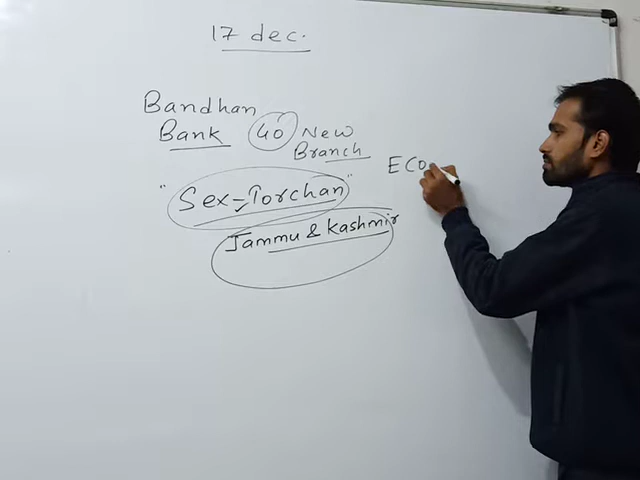 17 dec.
Bandhan
Bank 40 New
Branch
"Sex-Torchan"
Jammu & Kashmir
ECO